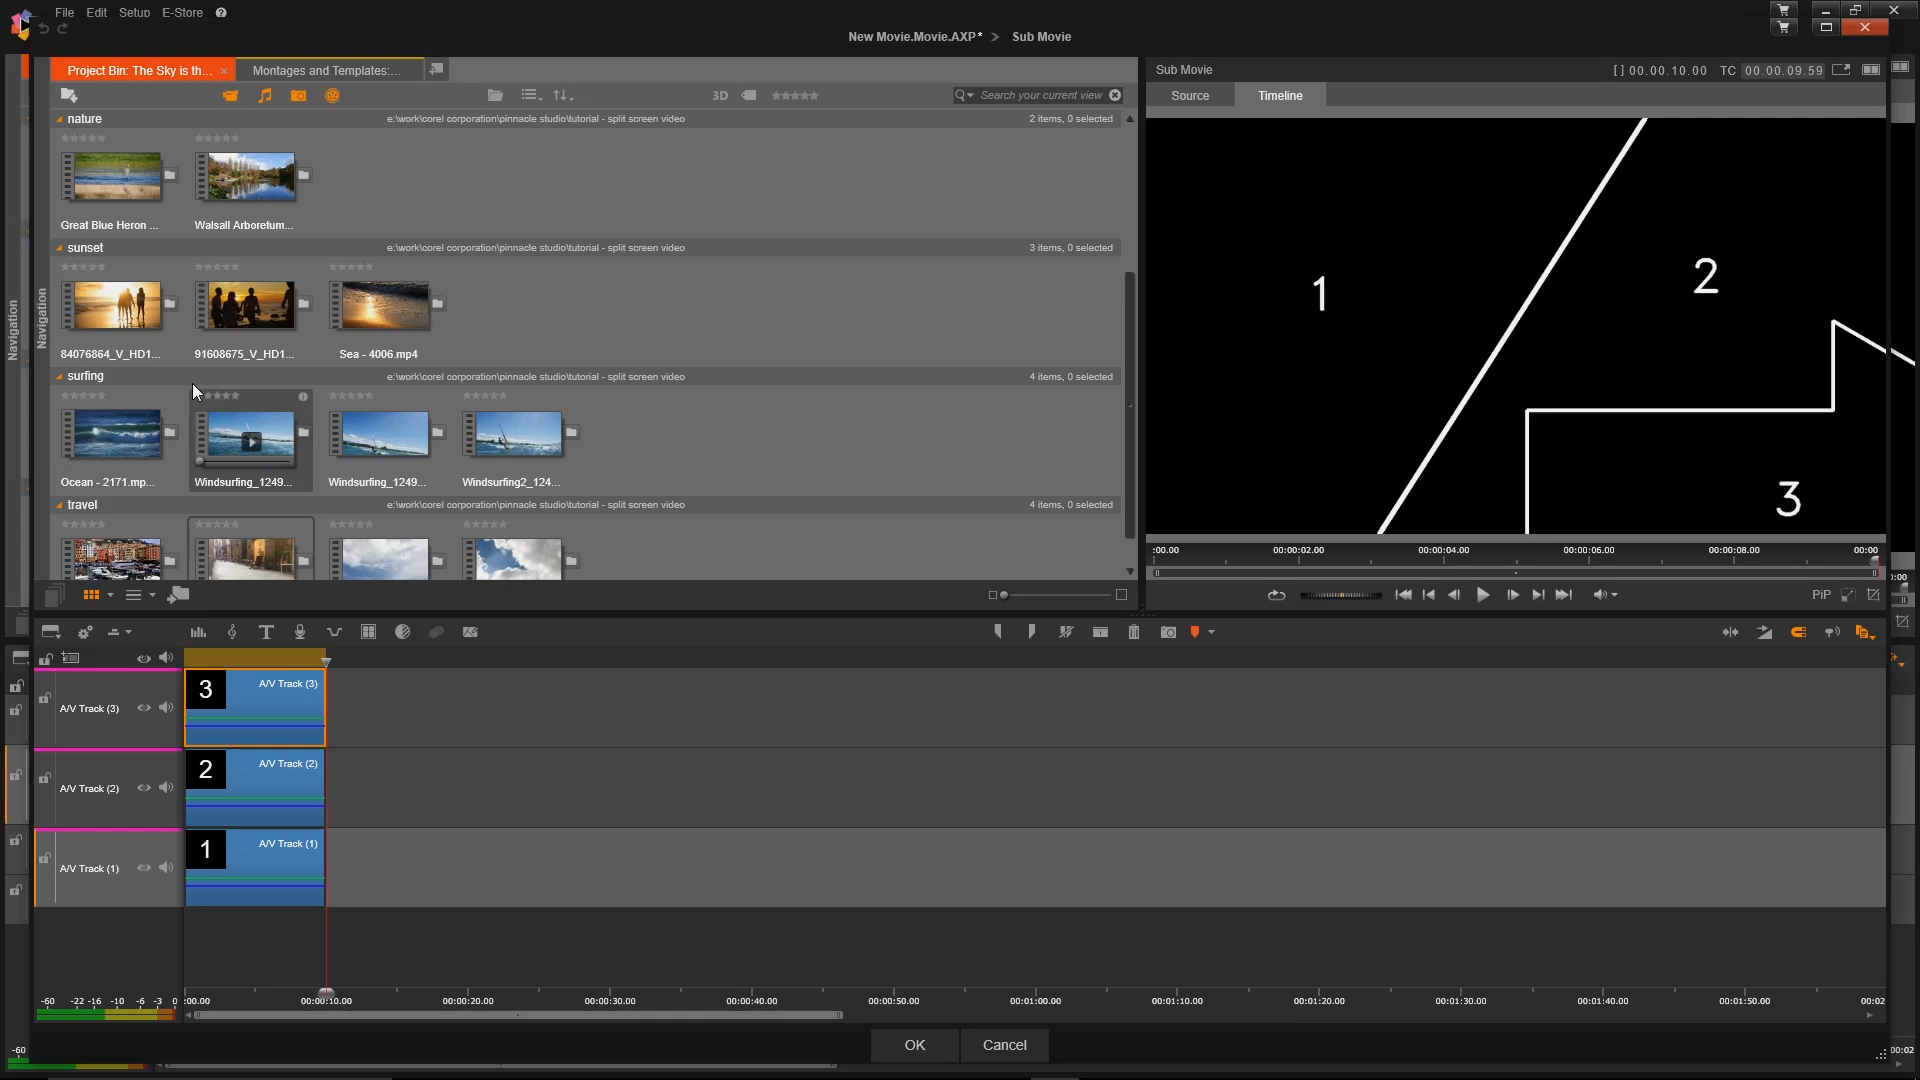 File Edit Setup E-Store ?
New Movie.Movie.AXP* > Sub Movie
Project Bin: The Sky is th... × Montages and Templates:...
3D Search your current view
nature e:\work\corel corporation\pinnacle studio\tutorial - split screen video 2 items, 0 selected
Great Blue Heron ... Walsall Arboretum...
sunset e:\work\corel corporation\pinnacle studio\tutorial - split screen video 3 items, 0 selected
84076864_V_HD1... 91608675_V_HD1... Sea - 4006.mp4
surfing e:\work\corel corporation\pinnacle studio\tutorial - split screen video 4 items, 0 selected
Ocean - 2171.mp... Windsurfing_1249... Windsurfing_1249... Windsurfing2_124...
travel e:\work\corel corporation\pinnacle studio\tutorial - split screen video 4 items, 0 selected
Navigation
Navigation
Sub Movie [ ] 00.00.10.00 TC 00.00.09.59
Source Timeline
1
2
3
:00.00 00:00:02.00 00:00:04.00 00:00:06.00 00:00:08.00 00:00
:00
PiP
A/V Track (3) 3 A/V Track (3)
A/V Track (2) 2 A/V Track (2)
A/V Track (1) 1 A/V Track (1)
-60 -22 -16 -10 -6 -3 0 :00.00 00:00:10.00 00:00:20.00 00:00:30.00 00:00:40.00 00:00:50.00 00:01:00.00 00:01:10.00 00:01:20.00 00:01:30.00 00:01:40.00 00:01:50.00 00:02
OK Cancel
-60 00:02